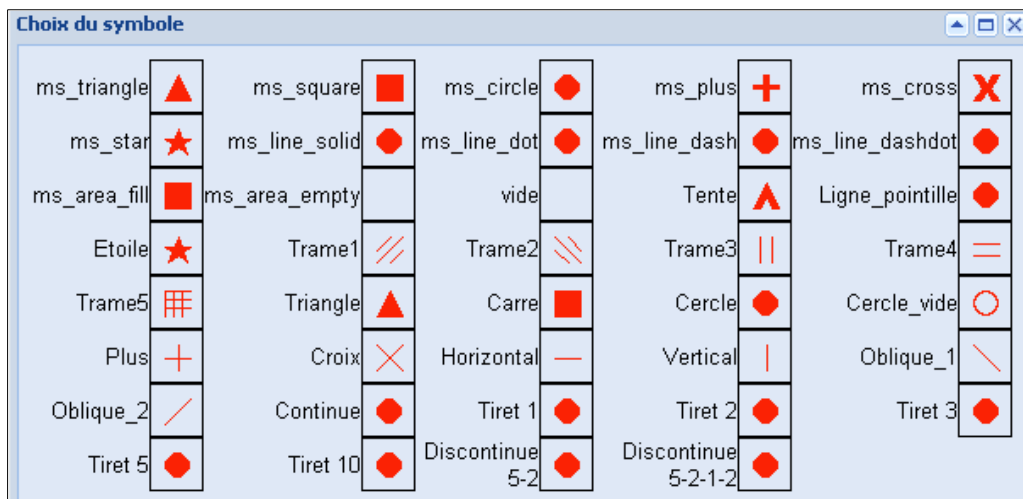 Choix du symbole
ms_triangle ms_square ms_circle ms_plus ms_cross
ms_star ms_line_solid ms_line_dot ms_line_dash ms_line_dashdot
ms_area_fill ms_area_empty vide Tente Ligne_pointille
Etoile Trame1 Trame2 Trame3 Trame4
Trame5 Triangle Carre Cercle Cercle_vide
Plus Croix Horizontal Vertical Oblique_1
Oblique_2 Continue Tiret 1 Tiret 2 Tiret 3
Tiret 5 Tiret 10 Discontinue 5-2 Discontinue 5-2-1-2